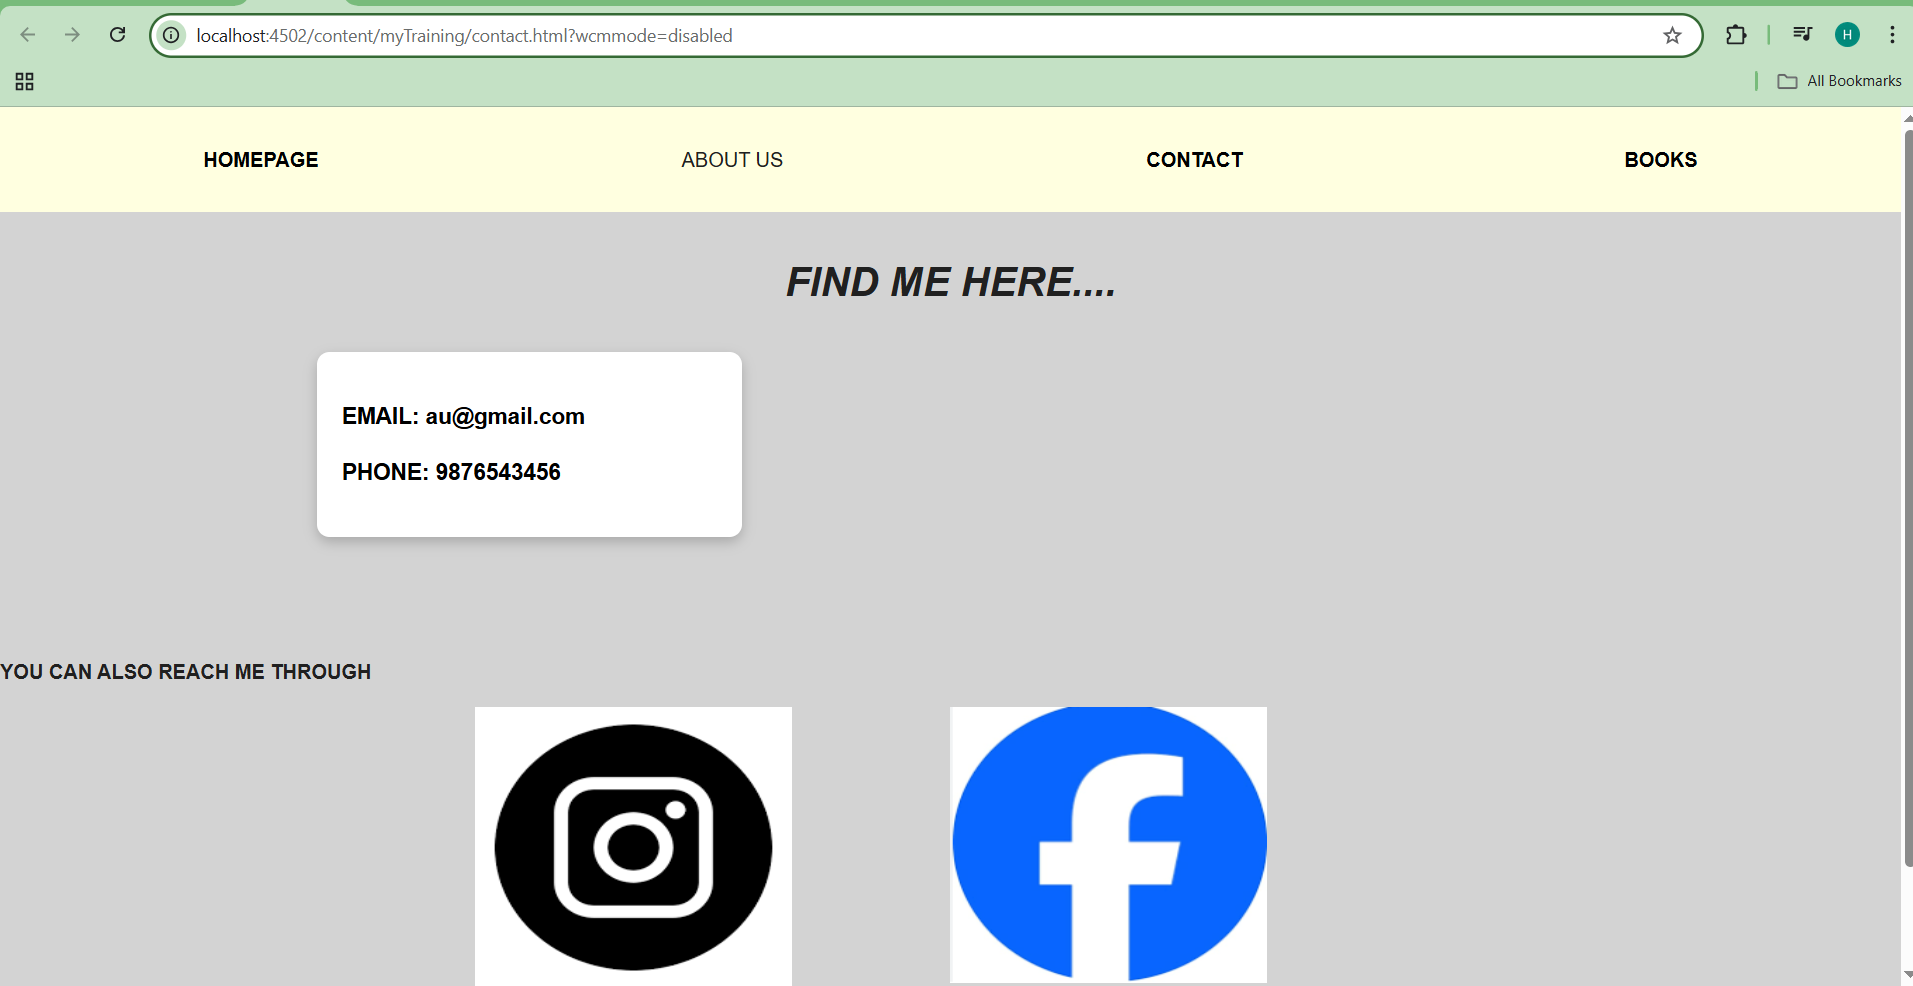 localhost:4502/content/myTraining/contact.html?wcmmode=disabled
H
All Bookmarks
HOMEPAGE ABOUT US CONTACT BOOKS
FIND ME HERE....
EMAIL: au@gmail.com
PHONE: 9876543456
YOU CAN ALSO REACH ME THROUGH